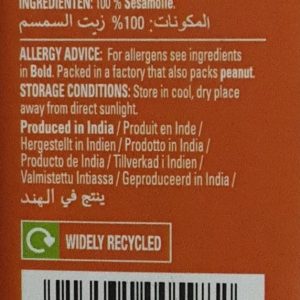 INGREDIENTEN: 100 % Sesamolie.
المكونات: 100% زيت السمسم
ALLERGY ADVICE: For allergens see ingredients
in Bold. Packed in a factory that also packs peanut.
STORAGE CONDITIONS: Store in cool, dry place
away from direct sunlight.
Produced in India / Produit en Inde /
Hergestellt in Indien / Prodotto in India /
Producto de India / Tillverkad i Indien /
Valmistettu Intiassa / Geproduceerd in India /
ينتج في الهند
WIDELY RECYCLED